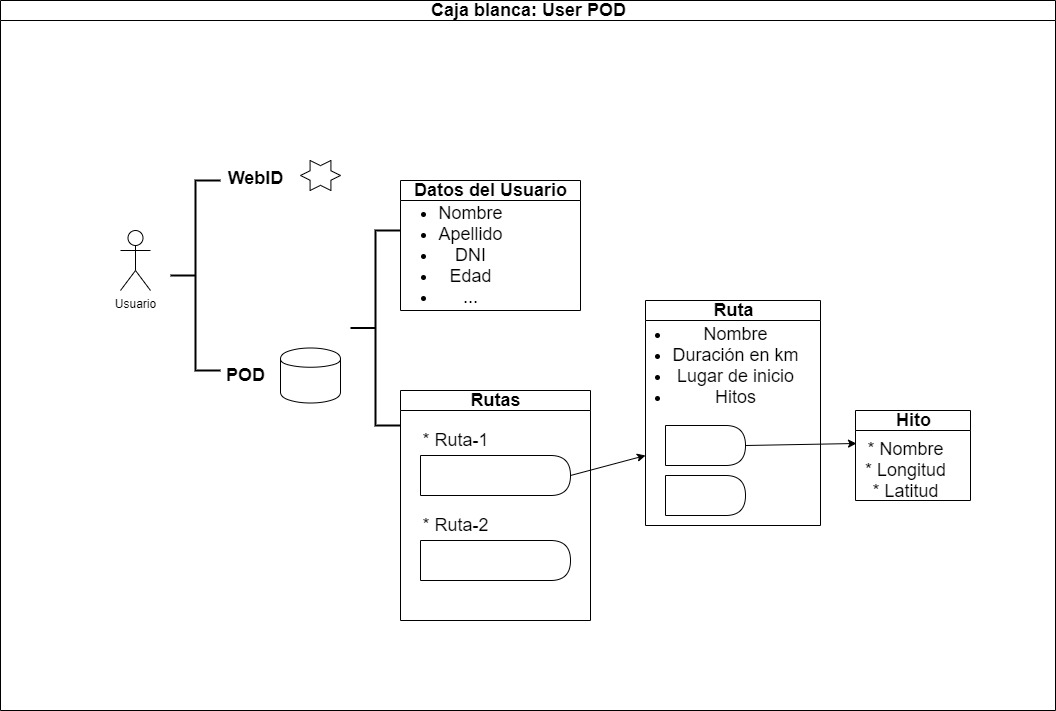 Caja blanca: User POD
WebID
Usuario
POD
Datos del Usuario
• Nombre
• Apellido
• DNI
• Edad
• ...
Rutas
* Ruta-1
* Ruta-2
Ruta
• Nombre
• Duración en km
• Lugar de inicio
• Hitos
Hito
* Nombre
* Longitud
* Latitud